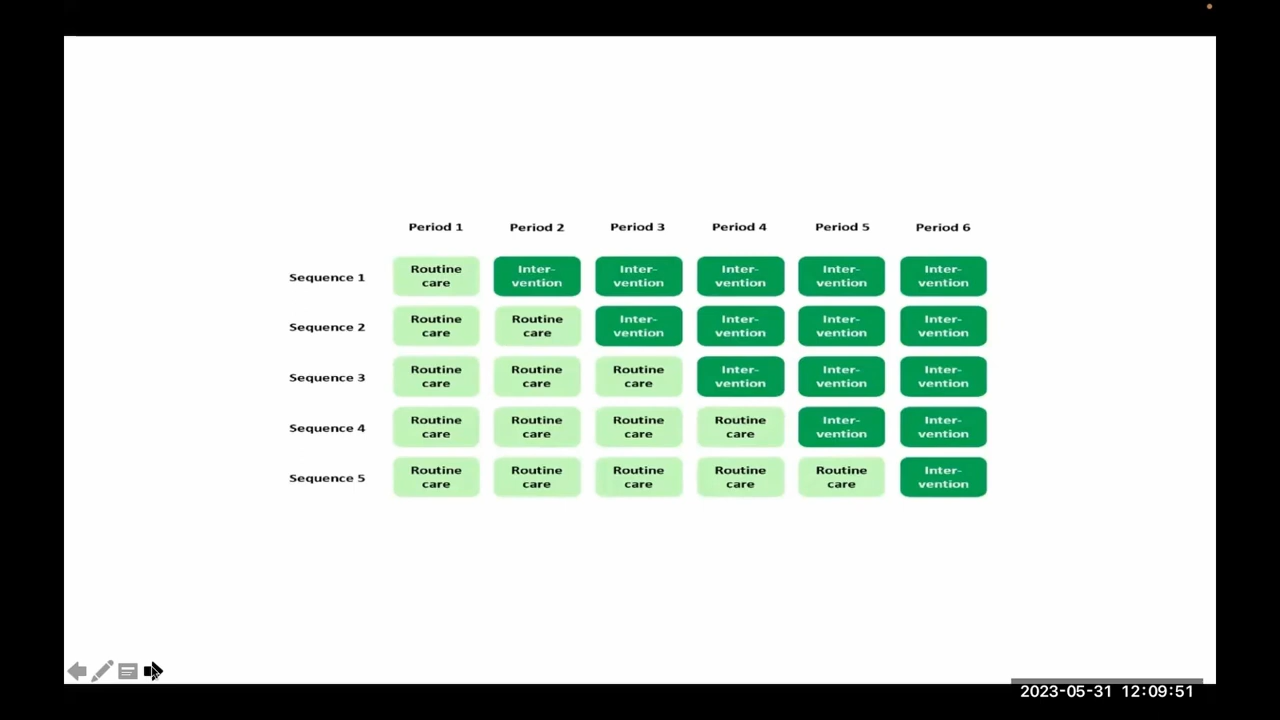 Period 1 Period 2 Period 3 Period 4 Period 5 Period 6
Sequence 1
Routine Inter- Inter- Inter- Inter- Inter-
care vention vention vention vention vention
Sequence 2
Routine Routine Inter- Inter- Inter- Inter-
care care vention vention vention vention
Sequence 3
Routine Routine Routine Inter- Inter- Inter-
care care care vention vention vention
Sequence 4
Routine Routine Routine Routine Inter- Inter-
care care care care vention vention
Sequence 5
Routine Routine Routine Routine Routine Inter-
care care care care care vention
2023-05-31 12:09:51